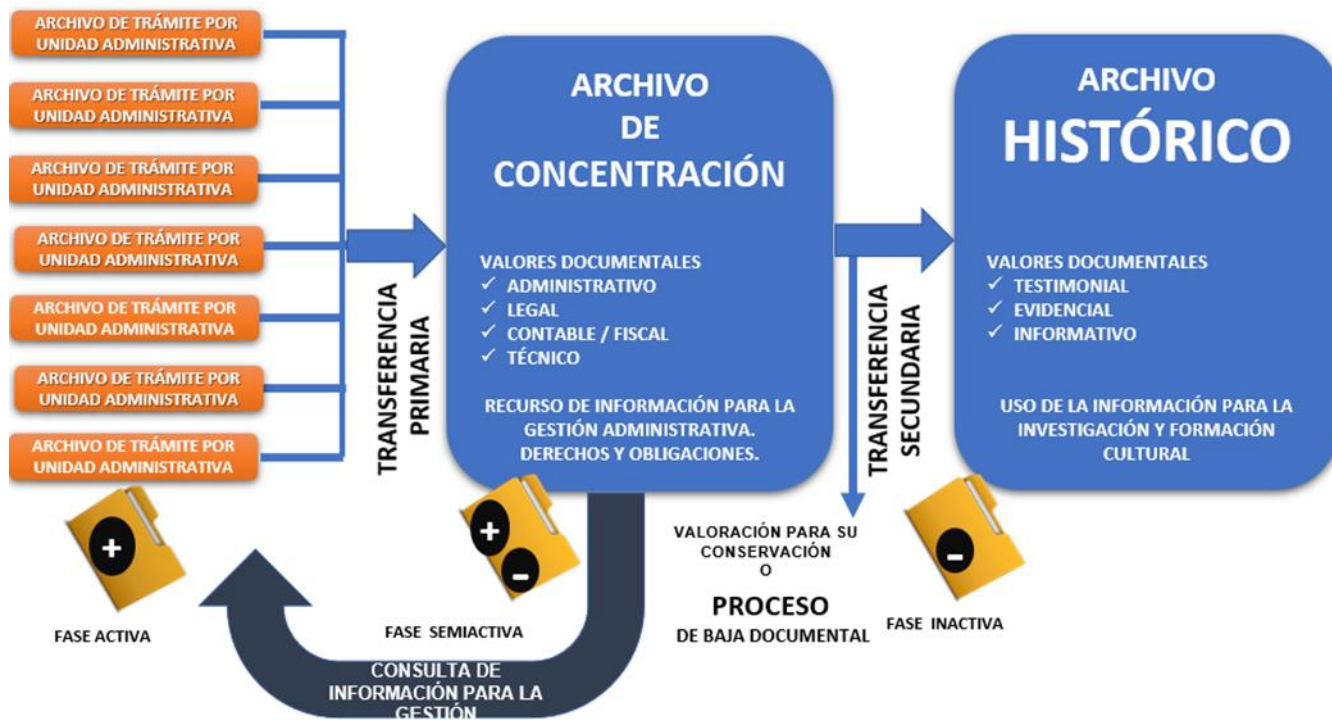 ARCHIVO DE TRÁMITE POR
UNIDAD ADMINISTRATIVA
ARCHIVO DE TRÁMITE POR
UNIDAD ADMINISTRATIVA
ARCHIVO DE TRÁMITE POR
UNIDAD ADMINISTRATIVA
ARCHIVO DE TRÁMITE POR
UNIDAD ADMINISTRATIVA
ARCHIVO DE TRÁMITE POR
UNIDAD ADMINISTRATIVA
ARCHIVO DE TRÁMITE POR
UNIDAD ADMINISTRATIVA
ARCHIVO DE TRÁMITE POR
UNIDAD ADMINISTRATIVA
+
FASE ACTIVA
TRANSFERENCIA
PRIMARIA
ARCHIVO
DE
CONCENTRACIÓN
VALORES DOCUMENTALES
✓ ADMINISTRATIVO
✓ LEGAL
✓ CONTABLE / FISCAL
✓ TÉCNICO
RECURSO DE INFORMACIÓN PARA LA
GESTIÓN ADMINISTRATIVA.
DERECHOS Y OBLIGACIONES.
+
-
FASE SEMIACTIVA
CONSULTA DE
INFORMACIÓN PARA LA
GESTIÓN
TRANSFERENCIA
SECUNDARIA
VALORACIÓN PARA SU
CONSERVACIÓN
O
PROCESO
DE BAJA DOCUMENTAL
ARCHIVO
HISTÓRICO
VALORES DOCUMENTALES
✓ TESTIMONIAL
✓ EVIDENCIAL
✓ INFORMATIVO
USO DE LA INFORMACIÓN PARA LA
INVESTIGACIÓN Y FORMACIÓN
CULTURAL
-
FASE INACTIVA